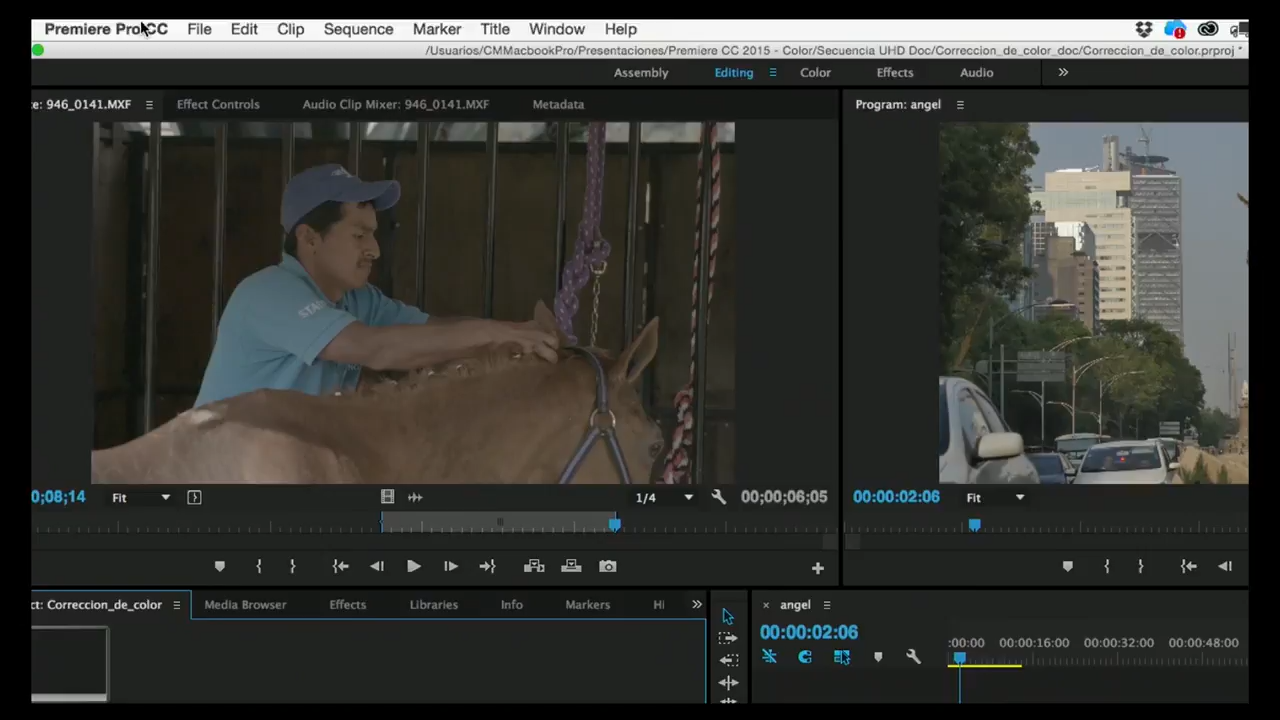 Premiere Pro CC File Edit Clip Sequence Marker Title Window Help
/Usuarios/CMMacbookPro/Presentaciones/Premiere CC 2015 - Color/Secuencia UHD Doc/Correccion_de_color_doc/Correccion_de_color.prproj *
Assembly Editing Color Effects Audio
e: 946_0141.MXF Effect Controls Audio Clip Mixer: 946_0141.MXF Metadata Program: angel
0;08;14 Fit 1/4 00;00;06;05 00:00:02:06 Fit
ct: Correccion_de_color Media Browser Effects Libraries Info Markers Hi × angel
00:00:02:06
:00:00 00:00:16:00 00:00:32:00 00:00:48:00